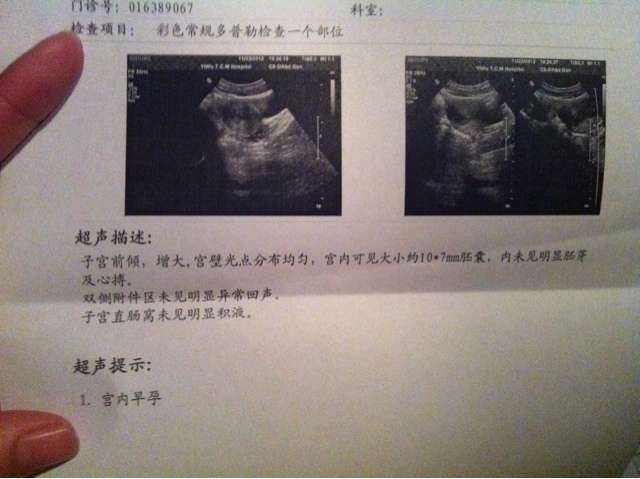 门诊号: 016389067
科室:
检查项目: 彩色常规多普勒检查一个部位
超声描述:
子宫前倾, 增大, 宫壁光点分布均匀, 宫内可见大小约10*7mm胚囊, 内未见明显胚芽
及心搏。
双侧附件区未见明显异常回声。
子宫直肠窝未见明显积液。
超声提示:
1. 宫内早孕